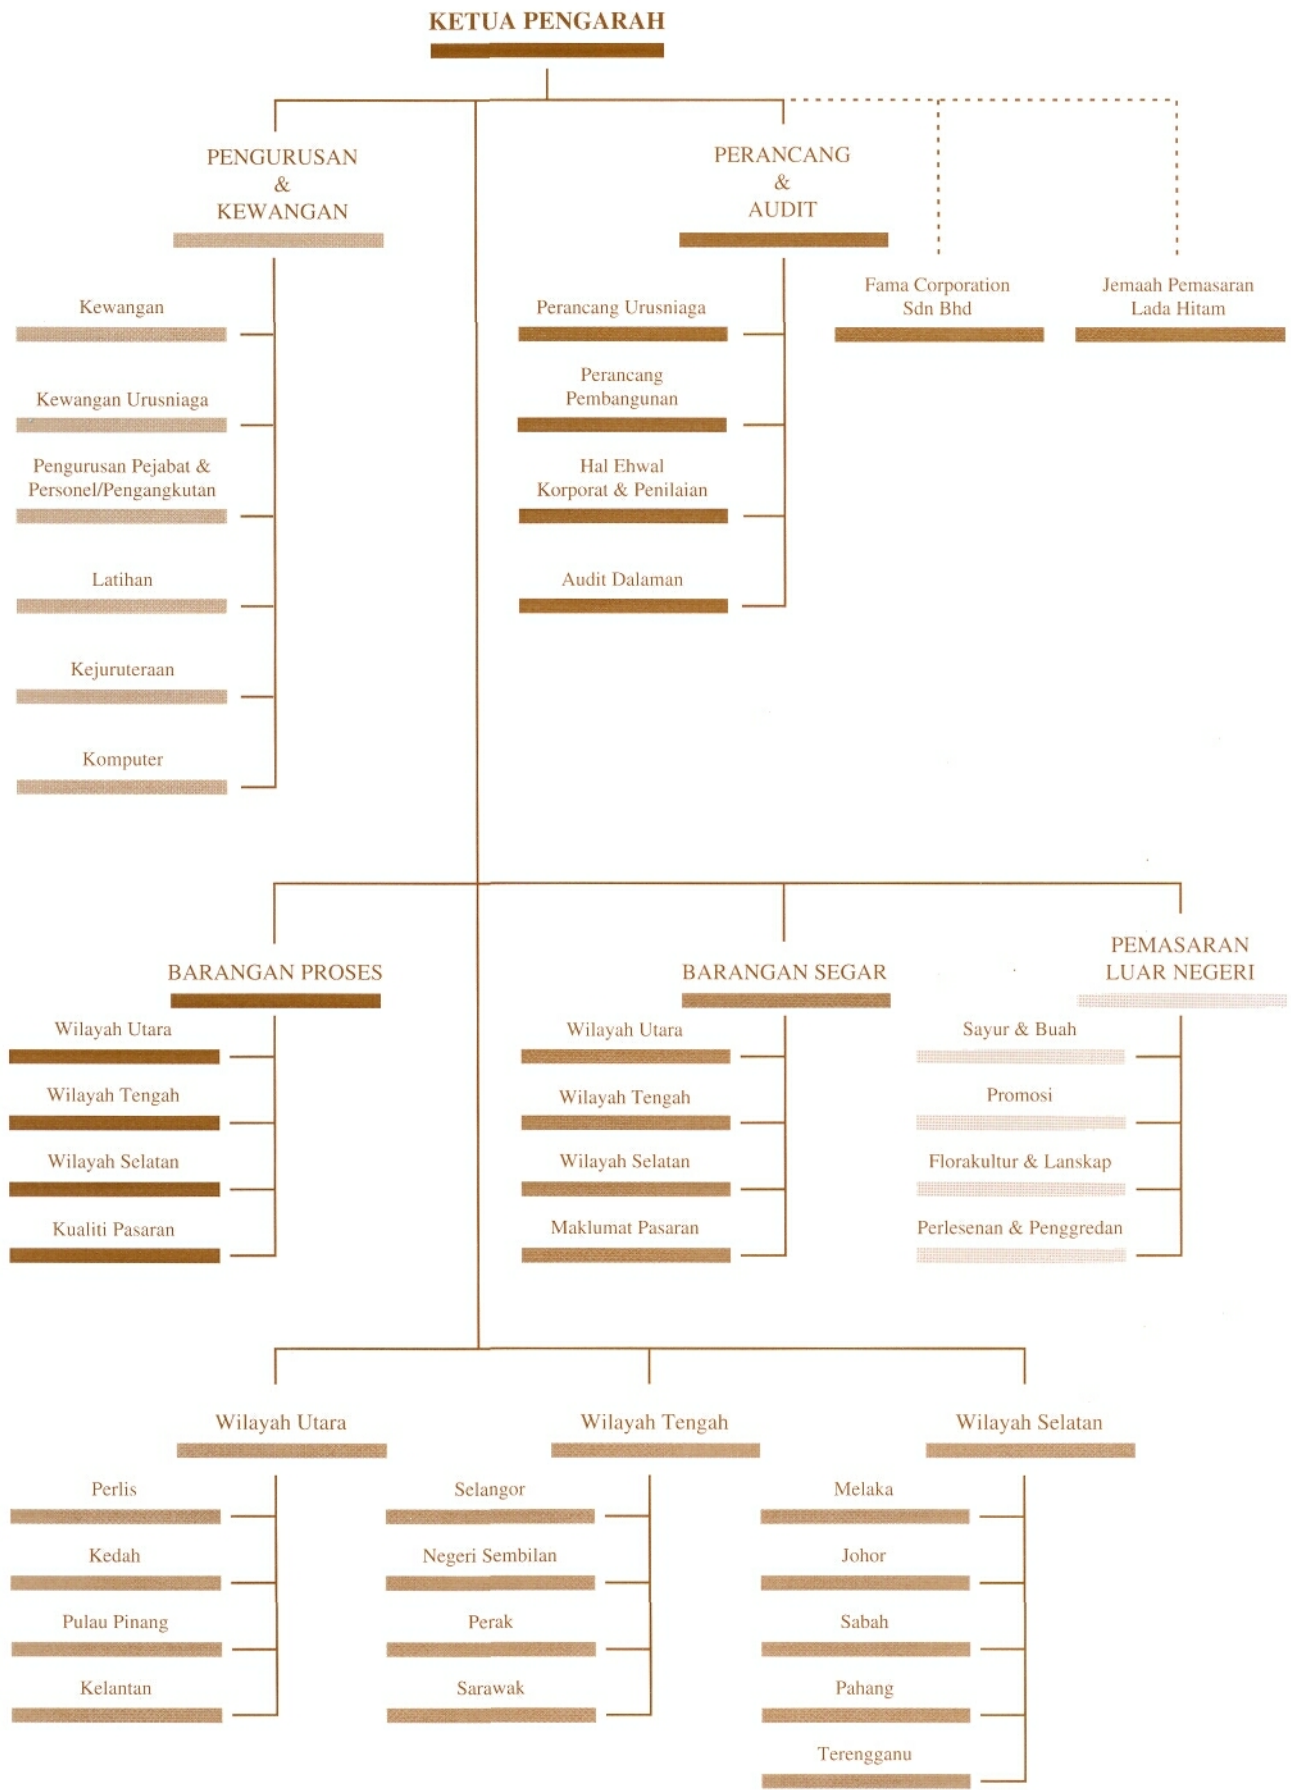 KETUA PENGARAH
PENGURUSAN
&
KEWANGAN
Kewangan
Kewangan Urusniaga
Pengurusan Pejabat &
Personel/Pengangkutan
Latihan
Kejuruteraan
Komputer
PERANCANG
&
AUDIT
Perancang Urusniaga
Perancang
Pembangunan
Hal Ehwal
Korporat & Penilaian
Audit Dalaman
Fama Corporation
Sdn Bhd
Jemaah Pemasaran
Lada Hitam
BARANGAN PROSES
Wilayah Utara
Wilayah Tengah
Wilayah Selatan
Kualiti Pasaran
BARANGAN SEGAR
Wilayah Utara
Wilayah Tengah
Wilayah Selatan
Maklumat Pasaran
PEMASARAN
LUAR NEGERI
Sayur & Buah
Promosi
Florakultur & Lanskap
Perlesenan & Penggredan
Wilayah Utara
Perlis
Kedah
Pulau Pinang
Kelantan
Wilayah Tengah
Selangor
Negeri Sembilan
Perak
Sarawak
Wilayah Selatan
Melaka
Johor
Sabah
Pahang
Terengganu